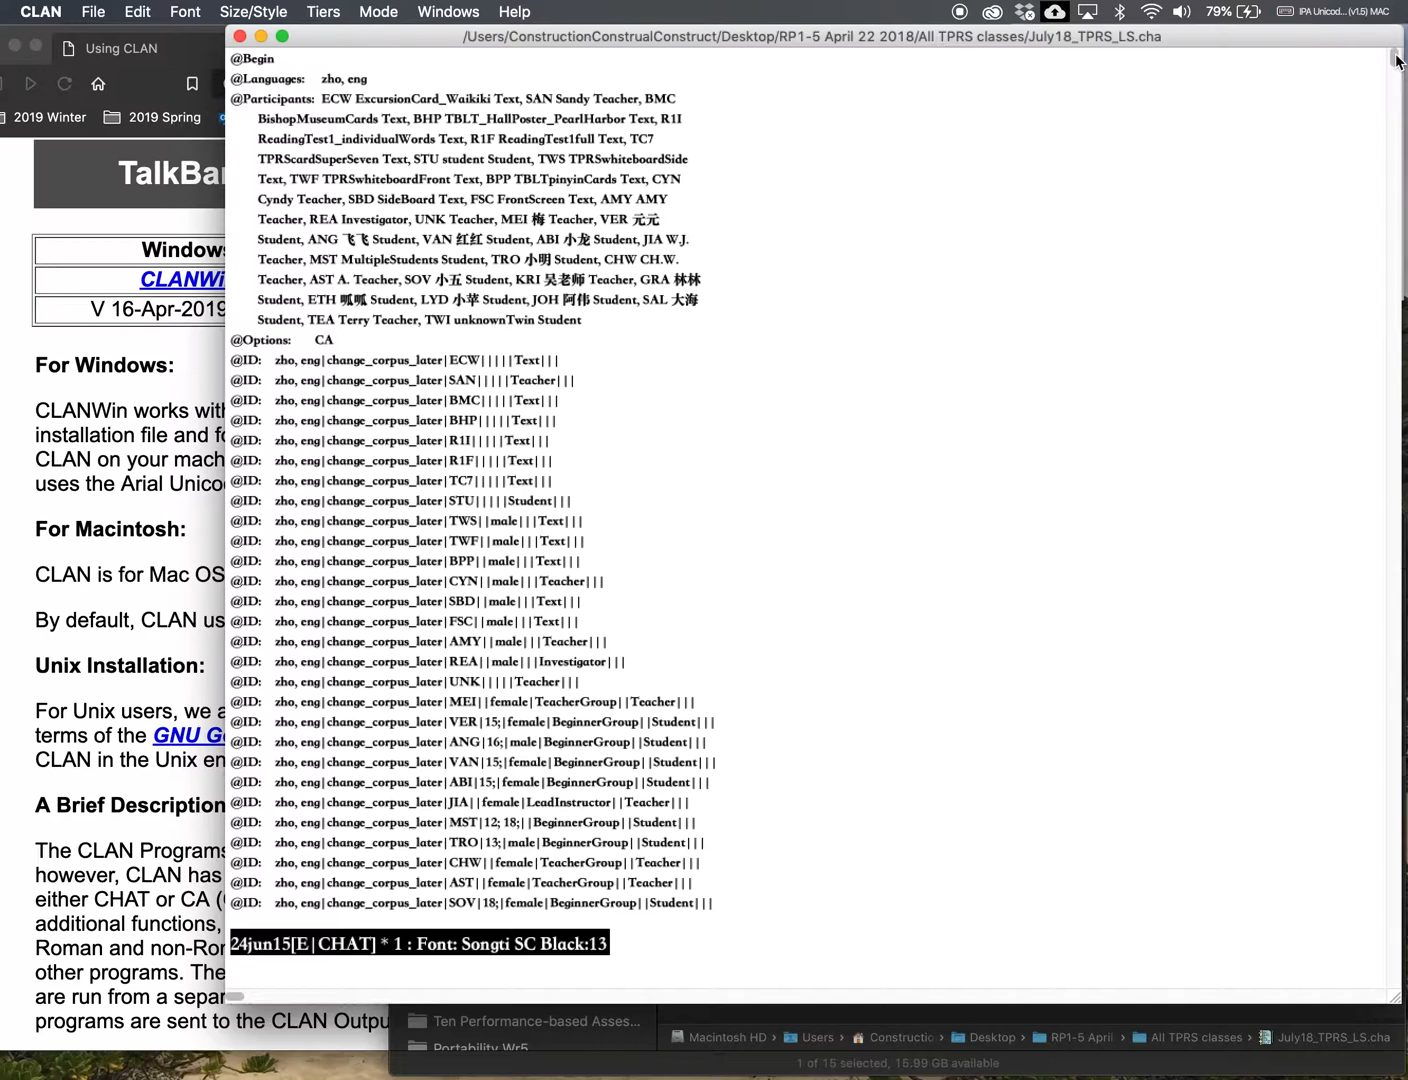 CLAN File Edit Font Size/Style Tiers Mode Windows Help
79% IPA Unicod... (v1.5) MAC
/Users/ConstructionConstrualConstruct/Desktop/RP1-5 April 22 2018/All TPRS classes/July18_TPRS_LS.cha
Using CLAN
2019 Winter 2019 Spring
TalkBa
Window
CLANWi
V 16-Apr-2019
For Windows:
CLANWin works wit
installation file and f
CLAN on your mach
uses the Arial Unico
For Macintosh:
CLAN is for Mac OS
By default, CLAN us
Unix Installation:
For Unix users, we a
terms of the GNU G
CLAN in the Unix en
A Brief Description
The CLAN Programs
however, CLAN has
either CHAT or CA (
additional functions,
Roman and non-Ro
other programs. The
are run from a sepa
programs are sent to the CLAN Outpu
@Begin
@Languages: zho, eng
@Participants: ECW ExcursionCard_Waikiki Text, SAN Sandy Teacher, BMC
BishopMuseumCards Text, BHP TBLT_HallPoster_PearlHarbor Text, R1I
ReadingTest1_individualWords Text, R1F ReadingTest1full Text, TC7
TPRScardSuperSeven Text, STU student Student, TWS TPRSwhiteboardSide
Text, TWF TPRSwhiteboardFront Text, BPP TBLTpinyinCards Text, CYN
Cyndy Teacher, SBD SideBoard Text, FSC FrontScreen Text, AMY AMY
Teacher, REA Investigator, UNK Teacher, MEI 梅 Teacher, VER 元元
Student, ANG 飞飞 Student, VAN 红红 Student, ABI 小龙 Student, JIA W.J.
Teacher, MST MultipleStudents Student, TRO 小明 Student, CHW CH.W.
Teacher, AST A. Teacher, SOV 小五 Student, KRI 吴老师 Teacher, GRA 林林
Student, ETH 呱呱 Student, LYD 小苹 Student, JOH 阿伟 Student, SAL 大海
Student, TEA Terry Teacher, TWI unknownTwin Student
@Options: CA
@ID: zho, eng|change_corpus_later|ECW|||||Text|||
@ID: zho, eng|change_corpus_later|SAN|||||Teacher|||
@ID: zho, eng|change_corpus_later|BMC|||||Text|||
@ID: zho, eng|change_corpus_later|BHP|||||Text|||
@ID: zho, eng|change_corpus_later|R1I|||||Text|||
@ID: zho, eng|change_corpus_later|R1F|||||Text|||
@ID: zho, eng|change_corpus_later|TC7|||||Text|||
@ID: zho, eng|change_corpus_later|STU|||||Student|||
@ID: zho, eng|change_corpus_later|TWS||male|||Text|||
@ID: zho, eng|change_corpus_later|TWF||male|||Text|||
@ID: zho, eng|change_corpus_later|BPP||male|||Text|||
@ID: zho, eng|change_corpus_later|CYN||male|||Teacher|||
@ID: zho, eng|change_corpus_later|SBD||male|||Text|||
@ID: zho, eng|change_corpus_later|FSC||male|||Text|||
@ID: zho, eng|change_corpus_later|AMY||male|||Teacher|||
@ID: zho, eng|change_corpus_later|REA||male|||Investigator|||
@ID: zho, eng|change_corpus_later|UNK|||||Teacher|||
@ID: zho, eng|change_corpus_later|MEI||female|TeacherGroup||Teacher|||
@ID: zho, eng|change_corpus_later|VER|15;|female|BeginnerGroup||Student|||
@ID: zho, eng|change_corpus_later|ANG|16;|male|BeginnerGroup||Student|||
@ID: zho, eng|change_corpus_later|VAN|15;|female|BeginnerGroup||Student|||
@ID: zho, eng|change_corpus_later|ABI|15;|female|BeginnerGroup||Student|||
@ID: zho, eng|change_corpus_later|JIA||female|LeadInstructor||Teacher|||
@ID: zho, eng|change_corpus_later|MST|12; 18;||BeginnerGroup||Student|||
@ID: zho, eng|change_corpus_later|TRO|13;|male|BeginnerGroup||Student|||
@ID: zho, eng|change_corpus_later|CHW||female|TeacherGroup||Teacher|||
@ID: zho, eng|change_corpus_later|AST||female|TeacherGroup||Teacher|||
@ID: zho, eng|change_corpus_later|SOV|18;|female|BeginnerGroup||Student|||
24jun15[E|CHAT] * 1 : Font: Songti SC Black:13
Ten Performance-based Asses...
Portability Wr5
Macintosh HD › Users › Constructio › Desktop › RP1-5 April › All TPRS classes › July18_TPRS_LS.cha
1 of 15 selected, 15.99 GB available